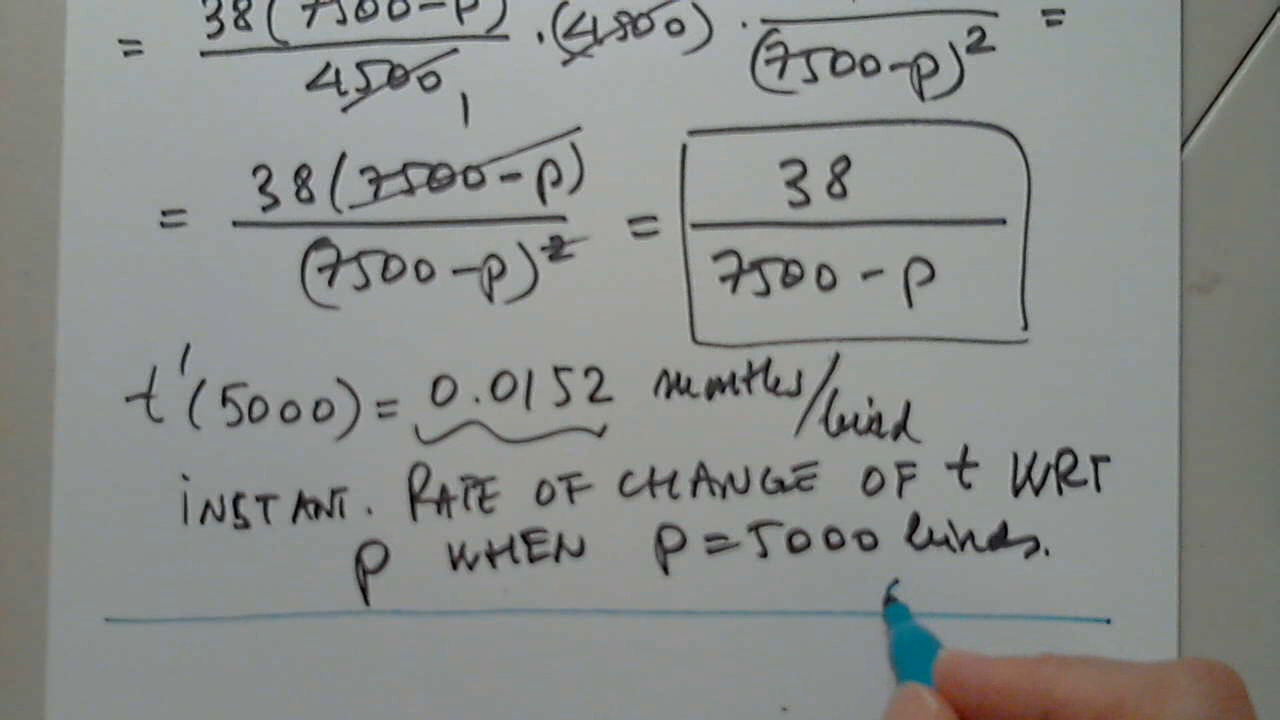 = 38(7500-p)/4500 · (4500) · /(7500-p)² =
1
= 38(7500-p)/(7500-p)² = 38/(7500-p)
t'(5000) = 0.0152 months/bird
INSTANT. RATE OF CHANGE OF t WRT
p WHEN p=5000 birds.